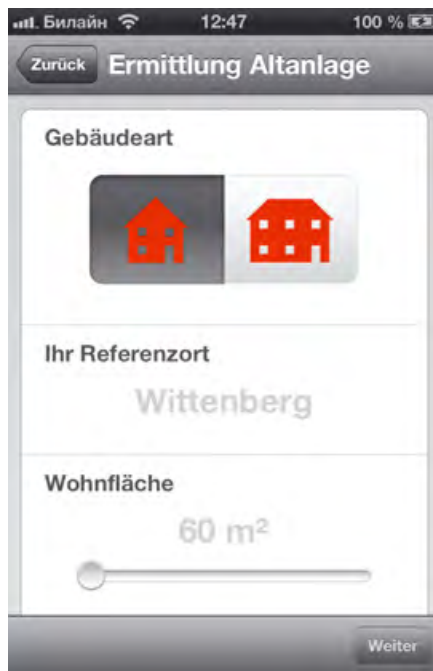 Билайн 12:47 100 %
Zurück Ermittlung Altanlage
Gebäudeart
Ihr Referenzort
Wittenberg
Wohnfläche
60 m²
Weiter